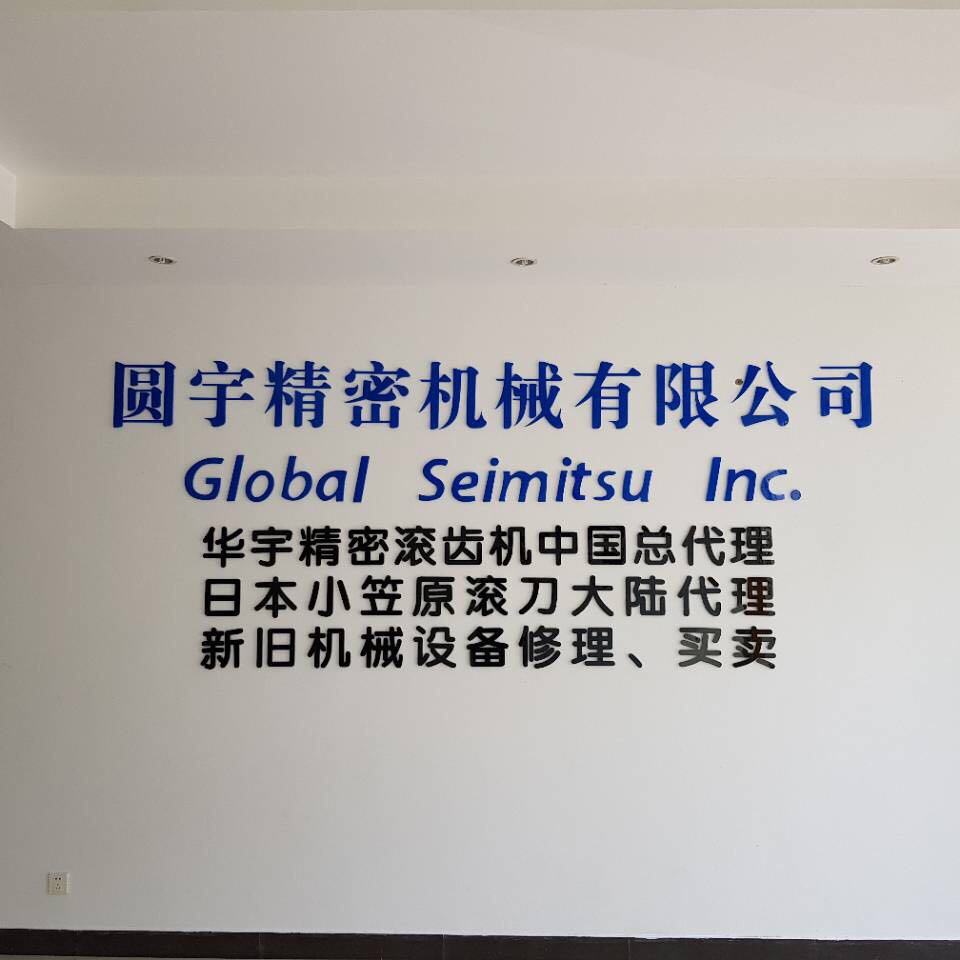 圆宇精密机械有限公司
Global Seimitsu Inc.
华宇精密滚齿机中国总代理
日本小笠原滚刀大陆代理
新旧机械设备修理、买卖